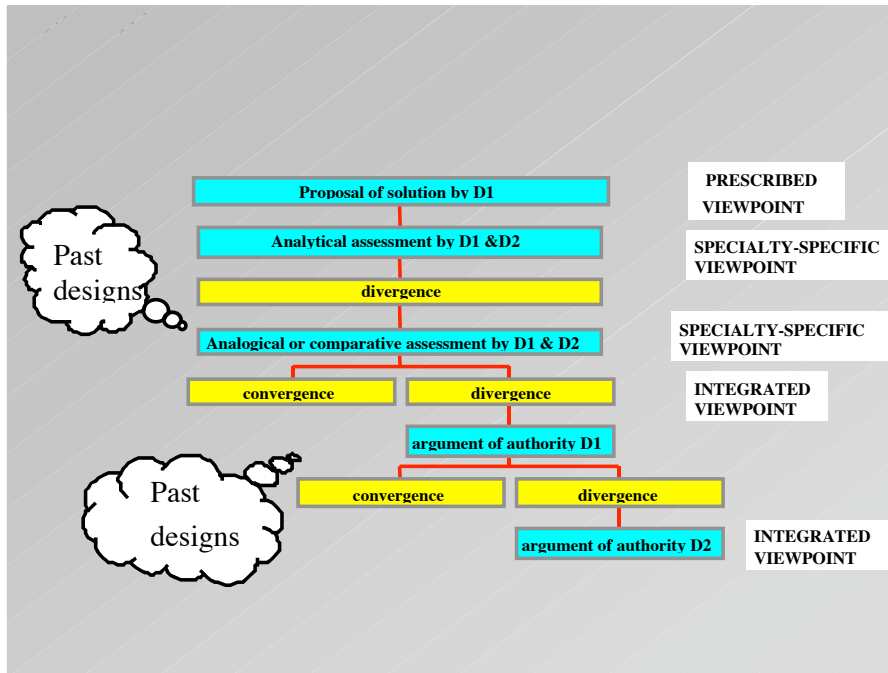 Proposal of solution by D1
PRESCRIBED
VIEWPOINT
Analytical assessment by D1 &D2
SPECIALTY-SPECIFIC
VIEWPOINT
Past
designs
divergence
Analogical or comparative assessment by D1 & D2
SPECIALTY-SPECIFIC
VIEWPOINT
convergence
divergence
INTEGRATED
VIEWPOINT
argument of authority D1
Past
designs
convergence
divergence
argument of authority D2
INTEGRATED
VIEWPOINT